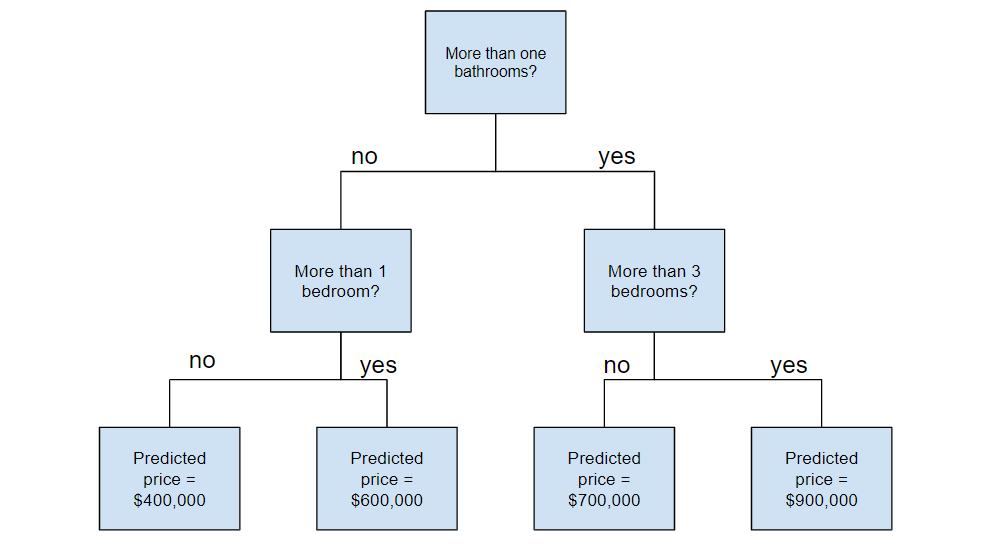 More than one
bathrooms?
no
yes
More than 1
bedroom?
More than 3
bedrooms?
no
yes
no
yes
Predicted
price =
$400,000
Predicted
price =
$600,000
Predicted
price =
$700,000
Predicted
price =
$900,000